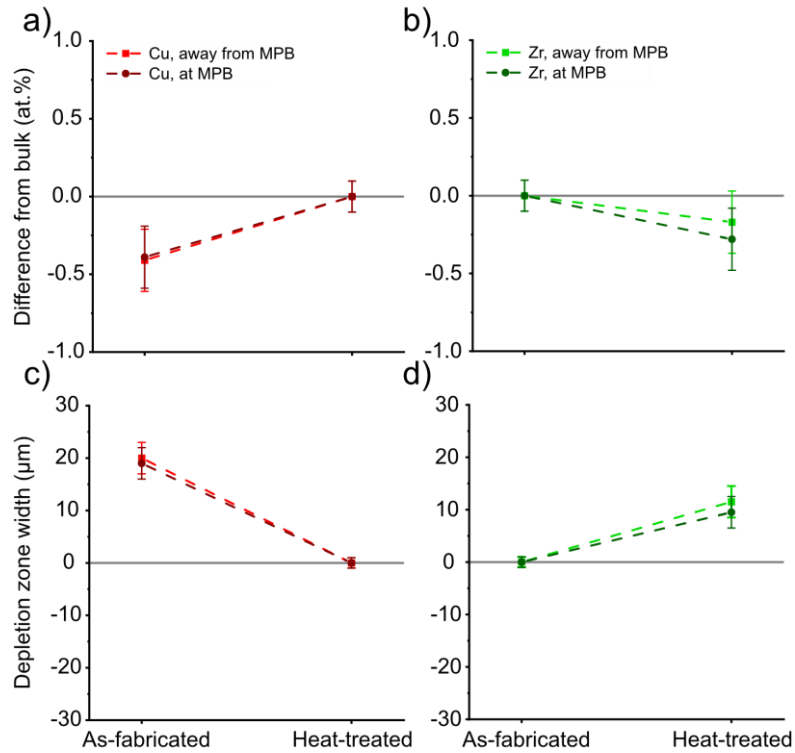 a)
b)
Cu, away from MPB
Cu, at MPB
Zr, away from MPB
Zr, at MPB
Difference from bulk (at.%)
1.0
0.5
0.0
-0.5
-1.0
1.0
0.5
0.0
-0.5
-1.0
c)
d)
Depletion zone width (µm)
30
20
10
0
-10
-20
-30
30
20
10
0
-10
-20
-30
As-fabricated
Heat-treated
As-fabricated
Heat-treated